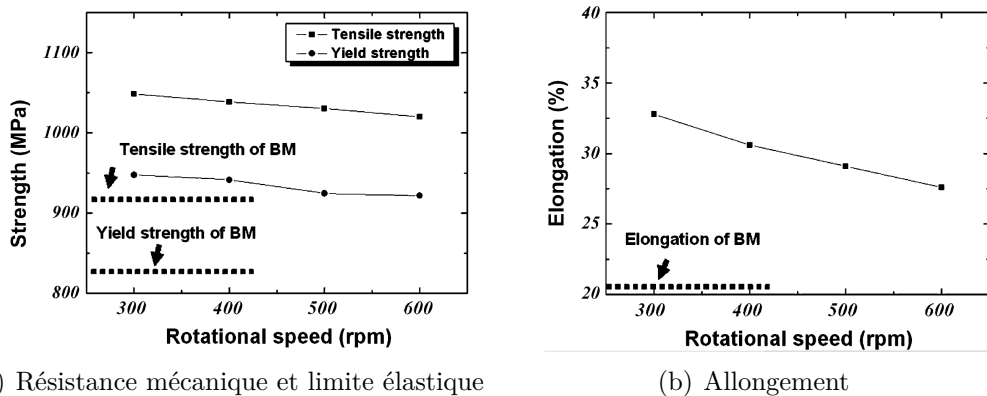 1100
1000
900
800
Strength (MPa)
Tensile strength
Yield strength
Tensile strength of BM
Yield strength of BM
300 400 500 600
Rotational speed (rpm)
) Résistance mécanique et limite élastique
40
35
30
25
20
Elongation (%)
Elongation of BM
300 400 500 600
Rotational speed (rpm)
(b) Allongement